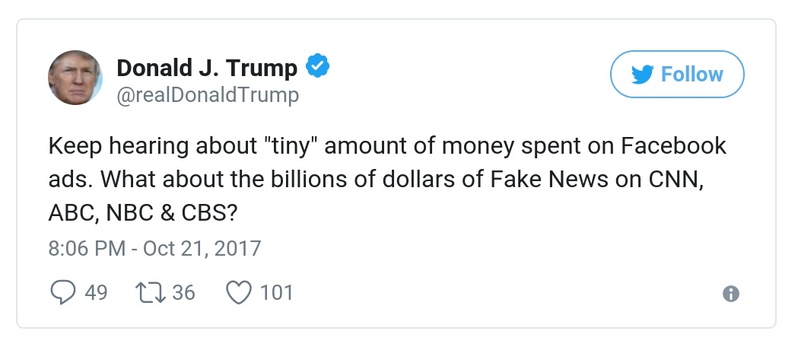 Donald J. Trump
Follow
@realDonaldTrump
Keep hearing about "tiny" amount of money spent on Facebook
ads. What about the billions of dollars of Fake News on CNN,
ABC, NBC & CBS?
8:06 PM - Oct 21, 2017
49 36 101